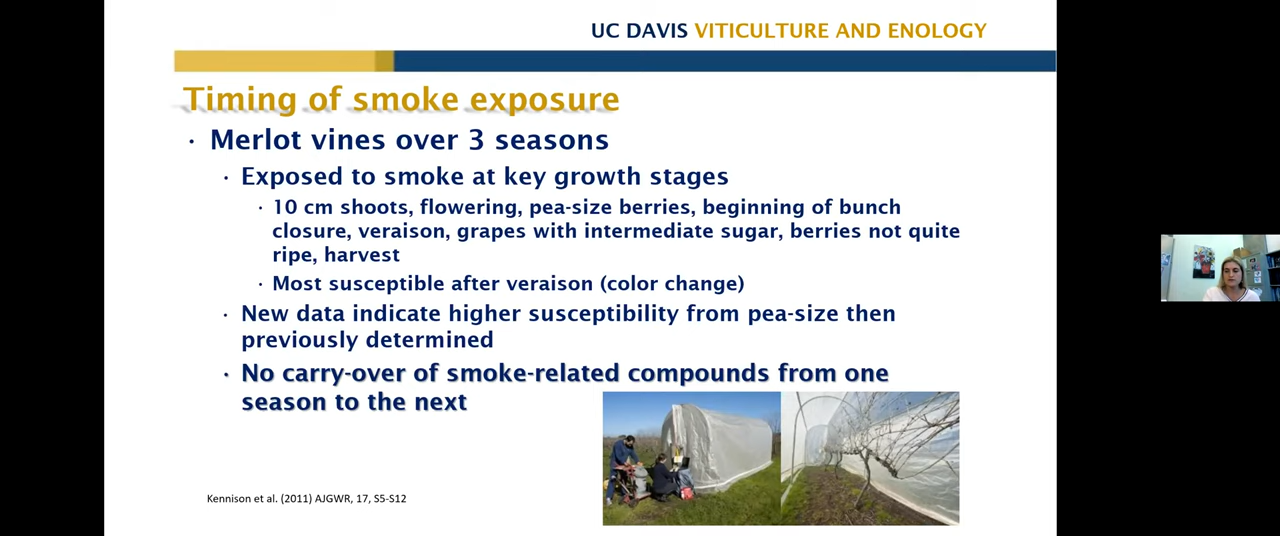 UC DAVIS VITICULTURE AND ENOLOGY
Timing of smoke exposure
• Merlot vines over 3 seasons
• Exposed to smoke at key growth stages
• 10 cm shoots, flowering, pea-size berries, beginning of bunch
closure, veraison, grapes with intermediate sugar, berries not quite
ripe, harvest
• Most susceptible after veraison (color change)
• New data indicate higher susceptibility from pea-size then
previously determined
• No carry-over of smoke-related compounds from one
season to the next
Kennison et al. (2011) AJGWR, 17, S5-S12